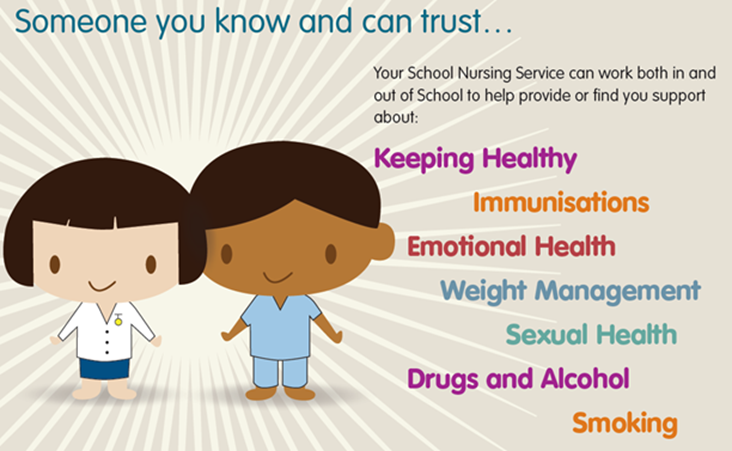 Someone you know and can trust...
Your School Nursing Service can work both in and
out of School to help provide or find you support
about:
Keeping Healthy
Immunisations
Emotional Health
Weight Management
Sexual Health
Drugs and Alcohol
Smoking